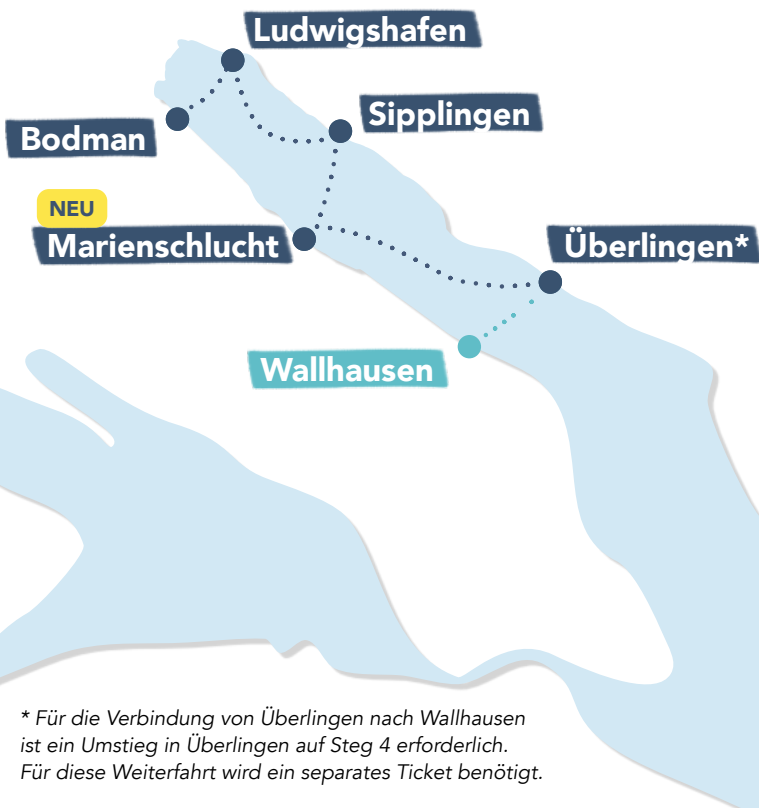 Ludwigshafen
Sipplingen
Bodman
NEU
Marienschlucht
Überlingen*
Wallhausen
* Für die Verbindung von Überlingen nach Wallhausen
ist ein Umstieg in Überlingen auf Steg 4 erforderlich.
Für diese Weiterfahrt wird ein separates Ticket benötigt.